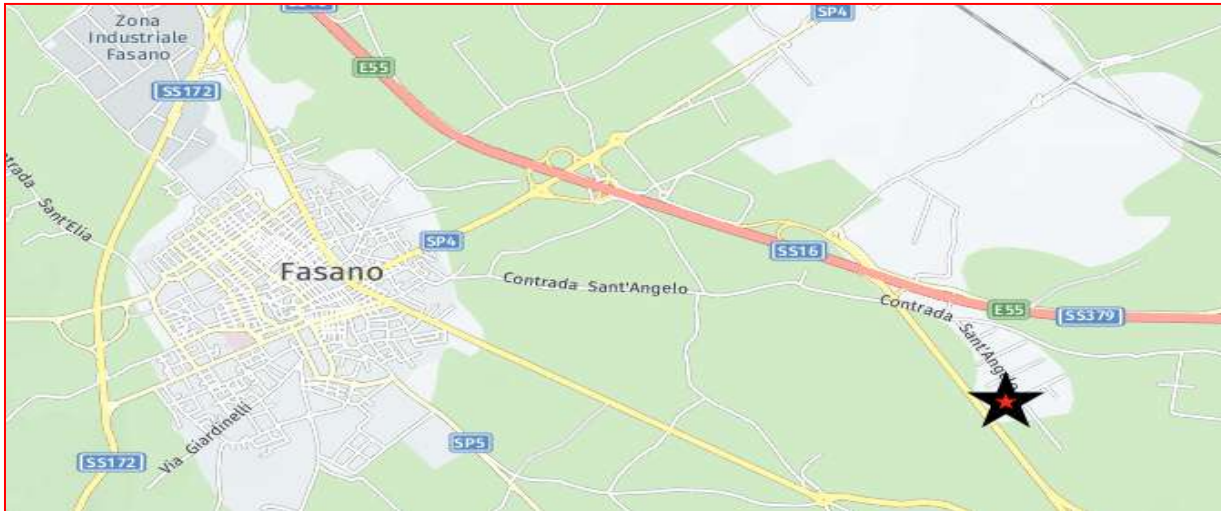 Zona
Industriale
Fasano
SP4
E55
SS172
Sant'Elia
SP4
Fasano
Contrada Sant'Angelo
SS16
Contrada Sant'Angelo
E55
SS379
Via Giardinelli
SP5
SS172